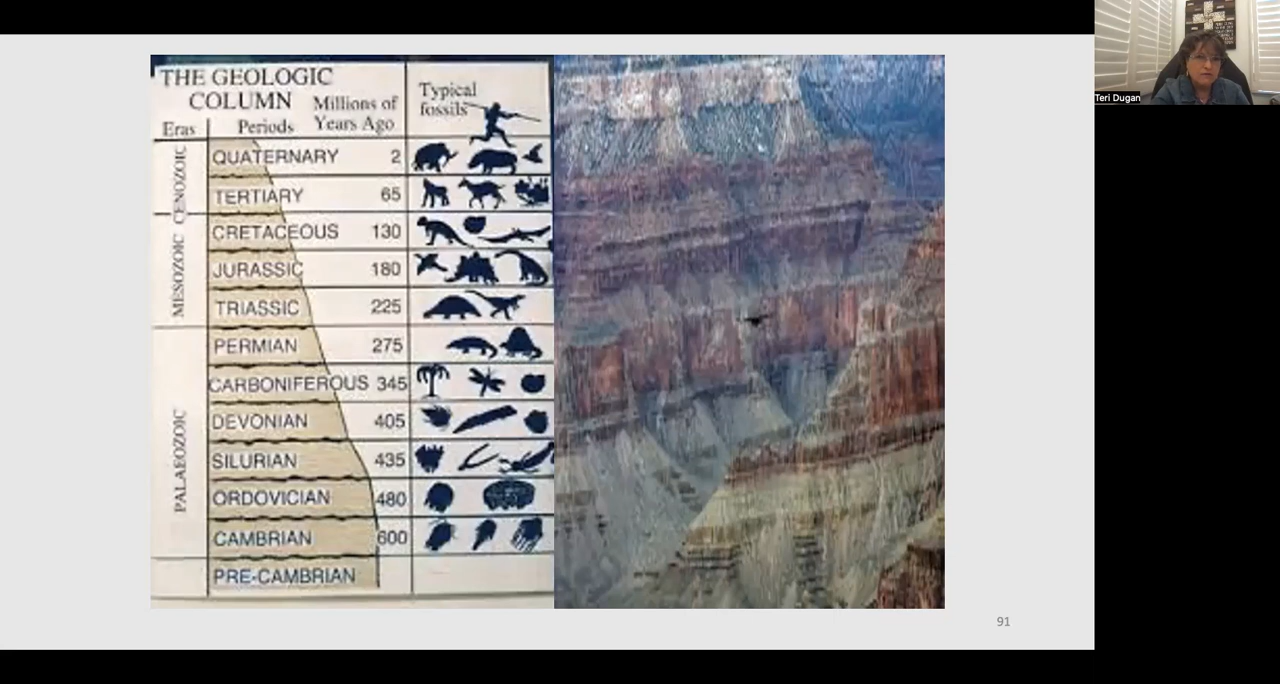 THE GEOLOGIC
COLUMN
Millions of
Years Ago
Typical
fossils
Eras
Periods
CENOZOIC
QUATERNARY 2
TERTIARY 65
MESOZOIC
CRETACEOUS 130
JURASSIC 180
TRIASSIC 225
PALAEOZOIC
PERMIAN 275
CARBONIFEROUS 345
DEVONIAN 405
SILURIAN 435
ORDOVICIAN 480
CAMBRIAN 600
PRE-CAMBRIAN
91
Teri Dugan